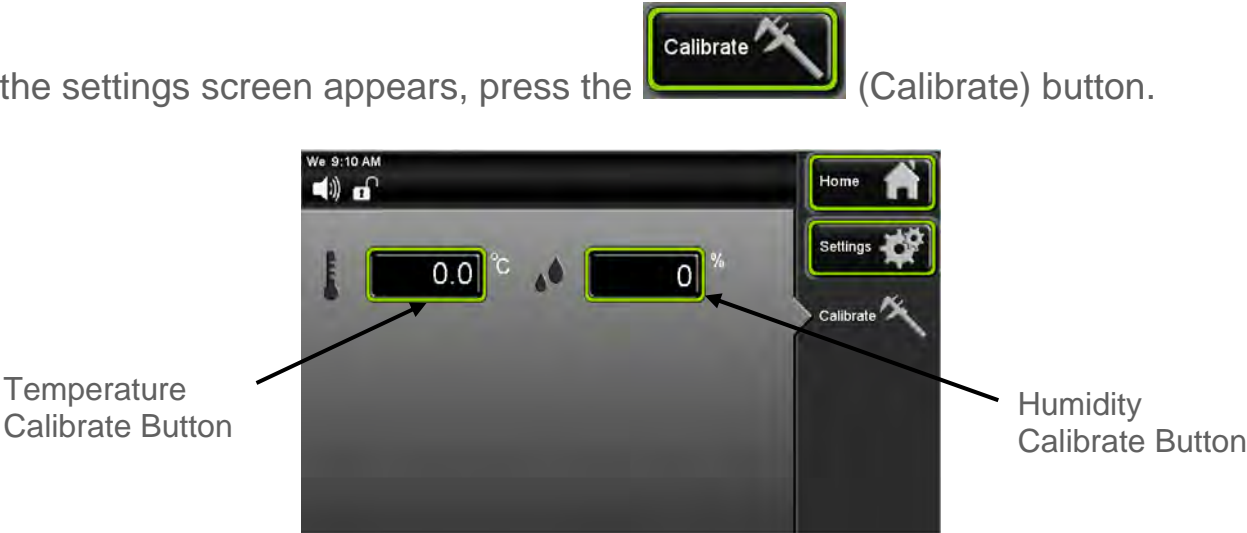 Calibrate
the settings screen appears, press the (Calibrate) button.
We 9:10 AM
Home
0.0 °C
0 %
Settings
Calibrate
Temperature
Calibrate Button
Humidity
Calibrate Button